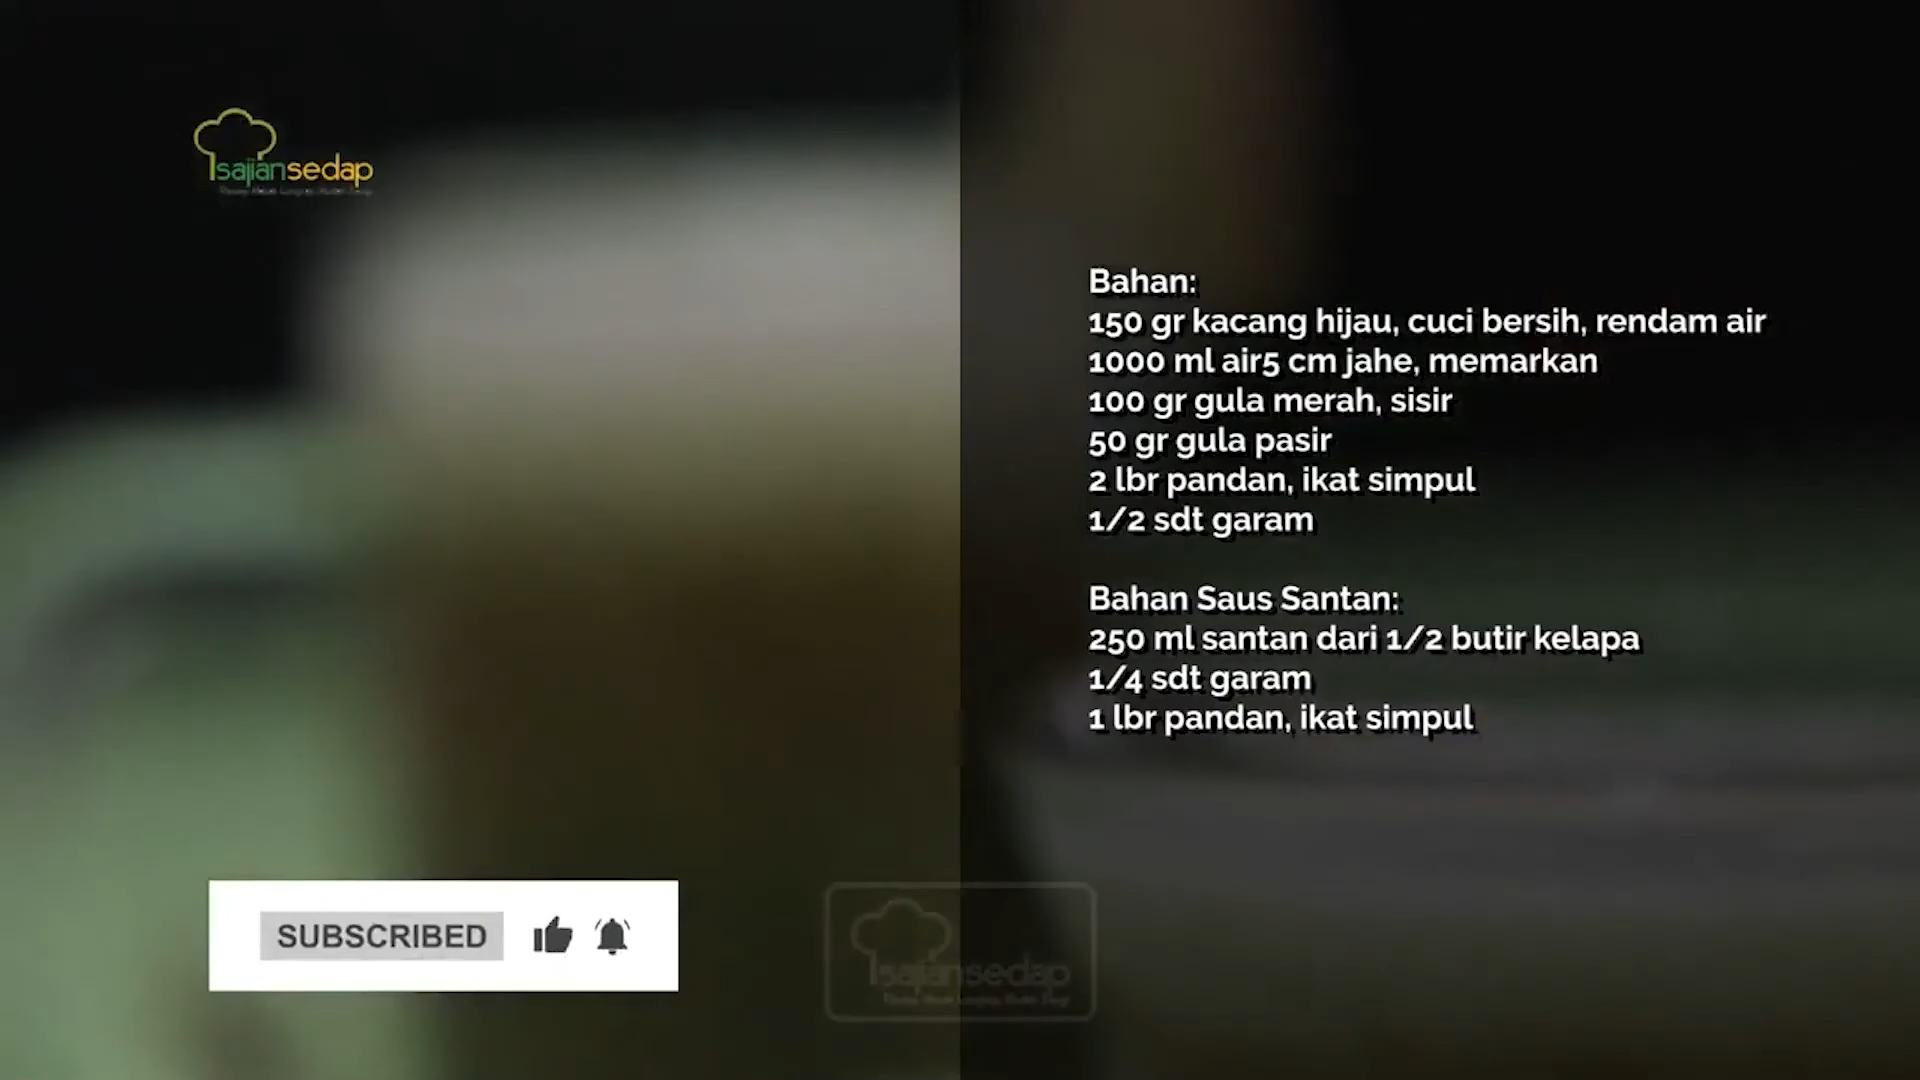 sajiansedap
Bahan:
150 gr kacang hijau, cuci bersih, rendam air
1000 ml air5 cm jahe, memarkan
100 gr gula merah, sisir
50 gr gula pasir
2 lbr pandan, ikat simpul
1/2 sdt garam
Bahan Saus Santan:
250 ml santan dari 1/2 butir kelapa
1/4 sdt garam
1 lbr pandan, ikat simpul
SUBSCRIBED
sajiansedap